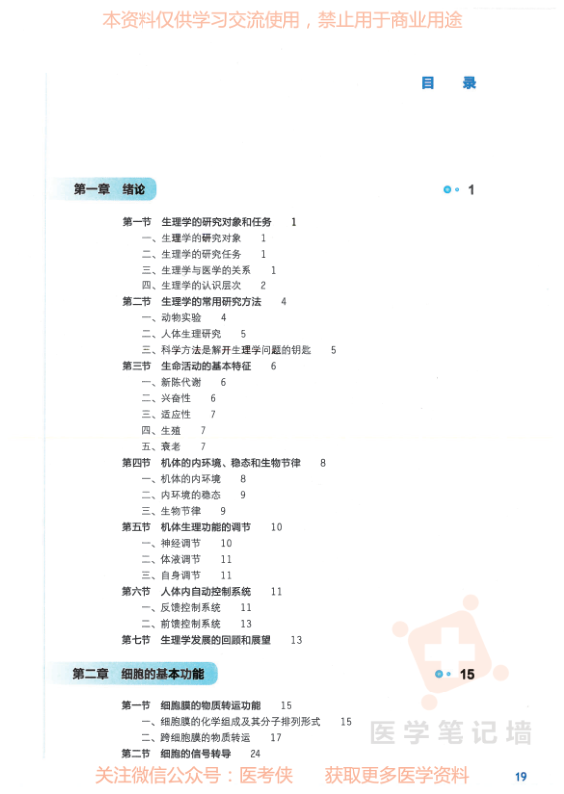 本资料仅供学习交流使用，禁止用于商业用途
目 录
第一章 绪论 1
第一节 生理学的研究对象和任务 1
一、生理学的研究对象 1
二、生理学的研究任务 1
三、生理学与医学的关系 1
四、生理学的认识层次 2
第二节 生理学的常用研究方法 4
一、动物实验 4
二、人体生理研究 5
三、科学方法是解开生理学问题的钥匙 5
第三节 生命活动的基本特征 6
一、新陈代谢 6
二、兴奋性 6
三、适应性 7
四、生殖 7
五、衰老 7
第四节 机体的内环境、稳态和生物节律 8
一、机体的内环境 8
二、内环境的稳态 9
三、生物节律 9
第五节 机体生理功能的调节 10
一、神经调节 10
二、体液调节 11
三、自身调节 11
第六节 人体内自动控制系统 11
一、反馈控制系统 11
二、前馈控制系统 13
第七节 生理学发展的回顾和展望 13
第二章 细胞的基本功能 15
第一节 细胞膜的物质转运功能 15
一、细胞膜的化学组成及其分子排列形式 15
二、跨细胞膜的物质转运 17
医学笔记墙
第二节 细胞的信号转导 24
关注微信公众号：医考侠 获取更多医学资料
19